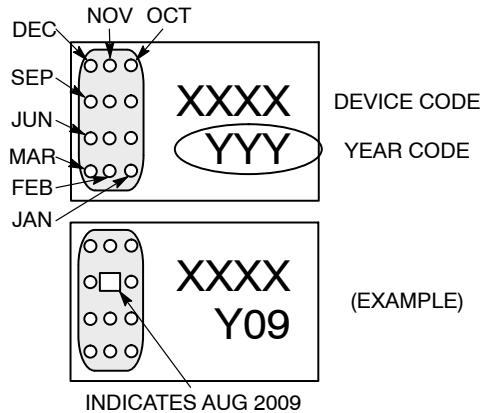 DEC NOV OCT
SEP
JUN
MAR
FEB
JAN
XXXX DEVICE CODE
YYY YEAR CODE
XXXX
Y09
(EXAMPLE)
INDICATES AUG 2009